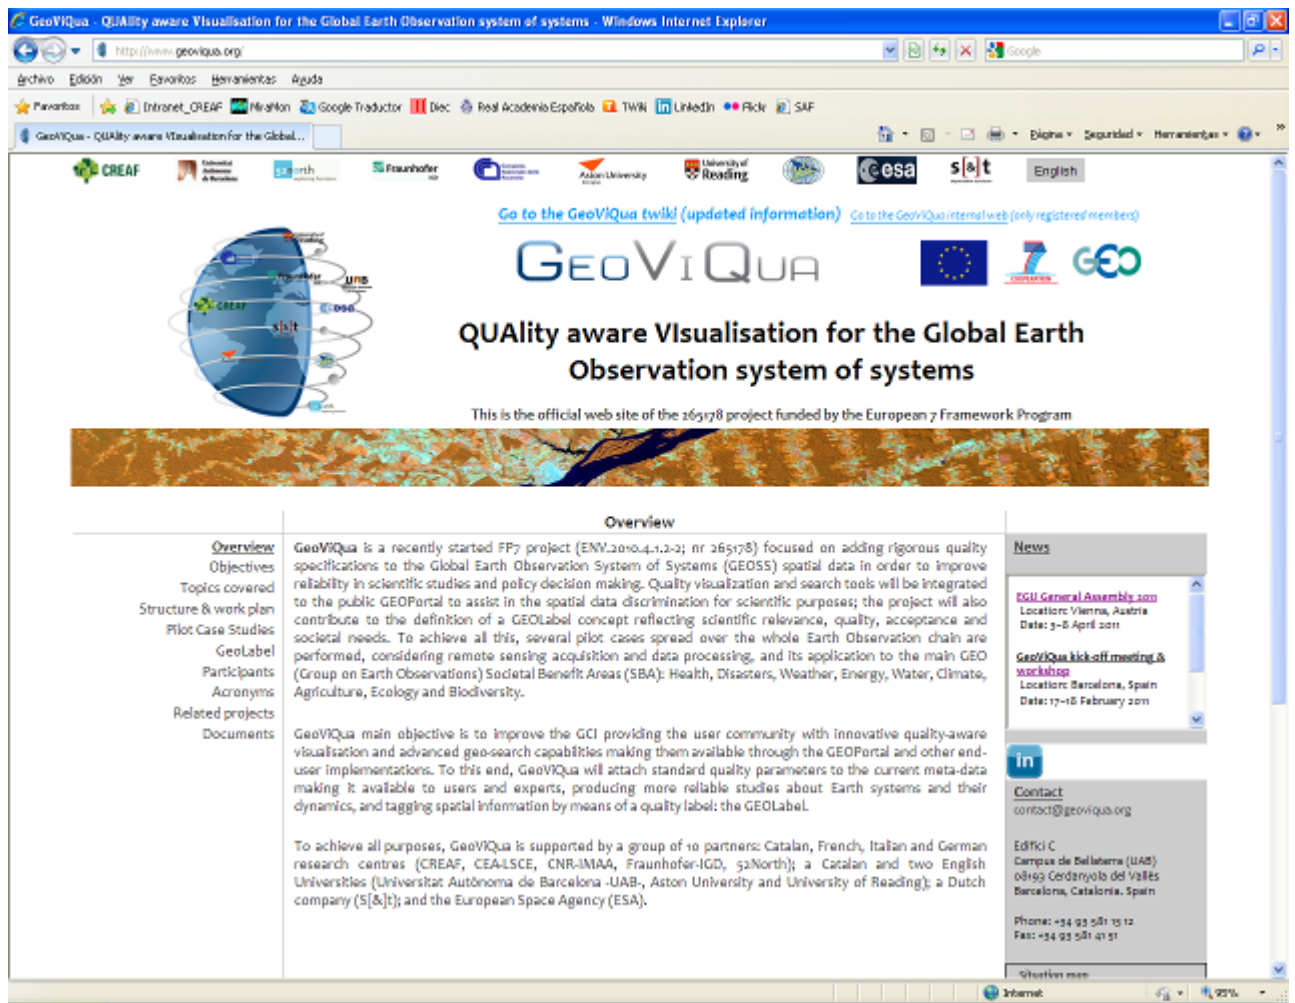 GeoViQua - QUAlity aware VIsualisation for the Global Earth Observation system of systems - Windows Internet Explorer
http://www.geoviqua.org/
Google
Archivo Edición Ver Favoritos Herramientas Ayuda
Favoritos Intranet_CREAF MiraMon Google Traductor Diec Real Academia Española TWiki LinkedIn Flickr SAF
GeoViQua - QUAlity aware VIsualisation for the Global...
Página Seguridad Herramientas
CREAF
Universitat Autònoma de Barcelona
52north
Fraunhofer
Aston University
University of Reading
esa
s[&]t
English
Go to the GeoViQua twiki (updated information) Go to the GeoViQua internal web (only registered members)
GEOVIQUA
GEO
QUAlity aware VIsualisation for the Global Earth
Observation system of systems
This is the official web site of the 265178 project funded by the European 7 Framework Program
Overview
Overview
Objectives
Topics covered
Structure & work plan
Pilot Case Studies
GeoLabel
Participants
Acronyms
Related projects
Documents
GeoViQua is a recently started FP7 project (ENV.2010.4.1.2-2; nr 265178) focused on adding rigorous quality
specifications to the Global Earth Observation System of Systems (GEOSS) spatial data in order to improve
reliability in scientific studies and policy decision making. Quality visualization and search tools will be integrated
to the public GEOPortal to assist in the spatial data discrimination for scientific purposes; the project will also
contribute to the definition of a GEOLabel concept reflecting scientific relevance, quality, acceptance and
societal needs. To achieve all this, several pilot cases spread over the whole Earth Observation chain are
performed, considering remote sensing acquisition and data processing, and its application to the main GEO
(Group on Earth Observations) Societal Benefit Areas (SBA): Health, Disasters, Weather, Energy, Water, Climate,
Agriculture, Ecology and Biodiversity.
GeoViQua main objective is to improve the GCI providing the user community with innovative quality-aware
visualisation and advanced geo-search capabilities making them available through the GEOPortal and other end-
user implementations. To this end, GeoViQua will attach standard quality parameters to the current meta-data
making it available to users and experts, producing more reliable studies about Earth systems and their
dynamics, and tagging spatial information by means of a quality label: the GEOLabel.
To achieve all purposes, GeoViQua is supported by a group of 10 partners: Catalan, French, Italian and German
research centres (CREAF, CEA-LSCE, CNR-IMAA, Fraunhofer-IGD, 52North); a Catalan and two English
Universities (Universitat Autònoma de Barcelona -UAB-, Aston University and University of Reading); a Dutch
company (S[&]t); and the European Space Agency (ESA).
News
EGU General Assembly 2011
Location: Vienna, Austria
Date: 3-8 April 2011
GeoViQua kick-off meeting &
workshop
Location: Barcelona, Spain
Date: 17-18 February 2011
in
Contact
contact@geoviqua.org
Edifici C
Campus de Bellaterra (UAB)
08193 Cerdanyola del Vallès
Barcelona, Catalonia. Spain
Phone: +34 93 581 13 12
Fax: +34 93 581 41 51
Situation map
Internet
95%